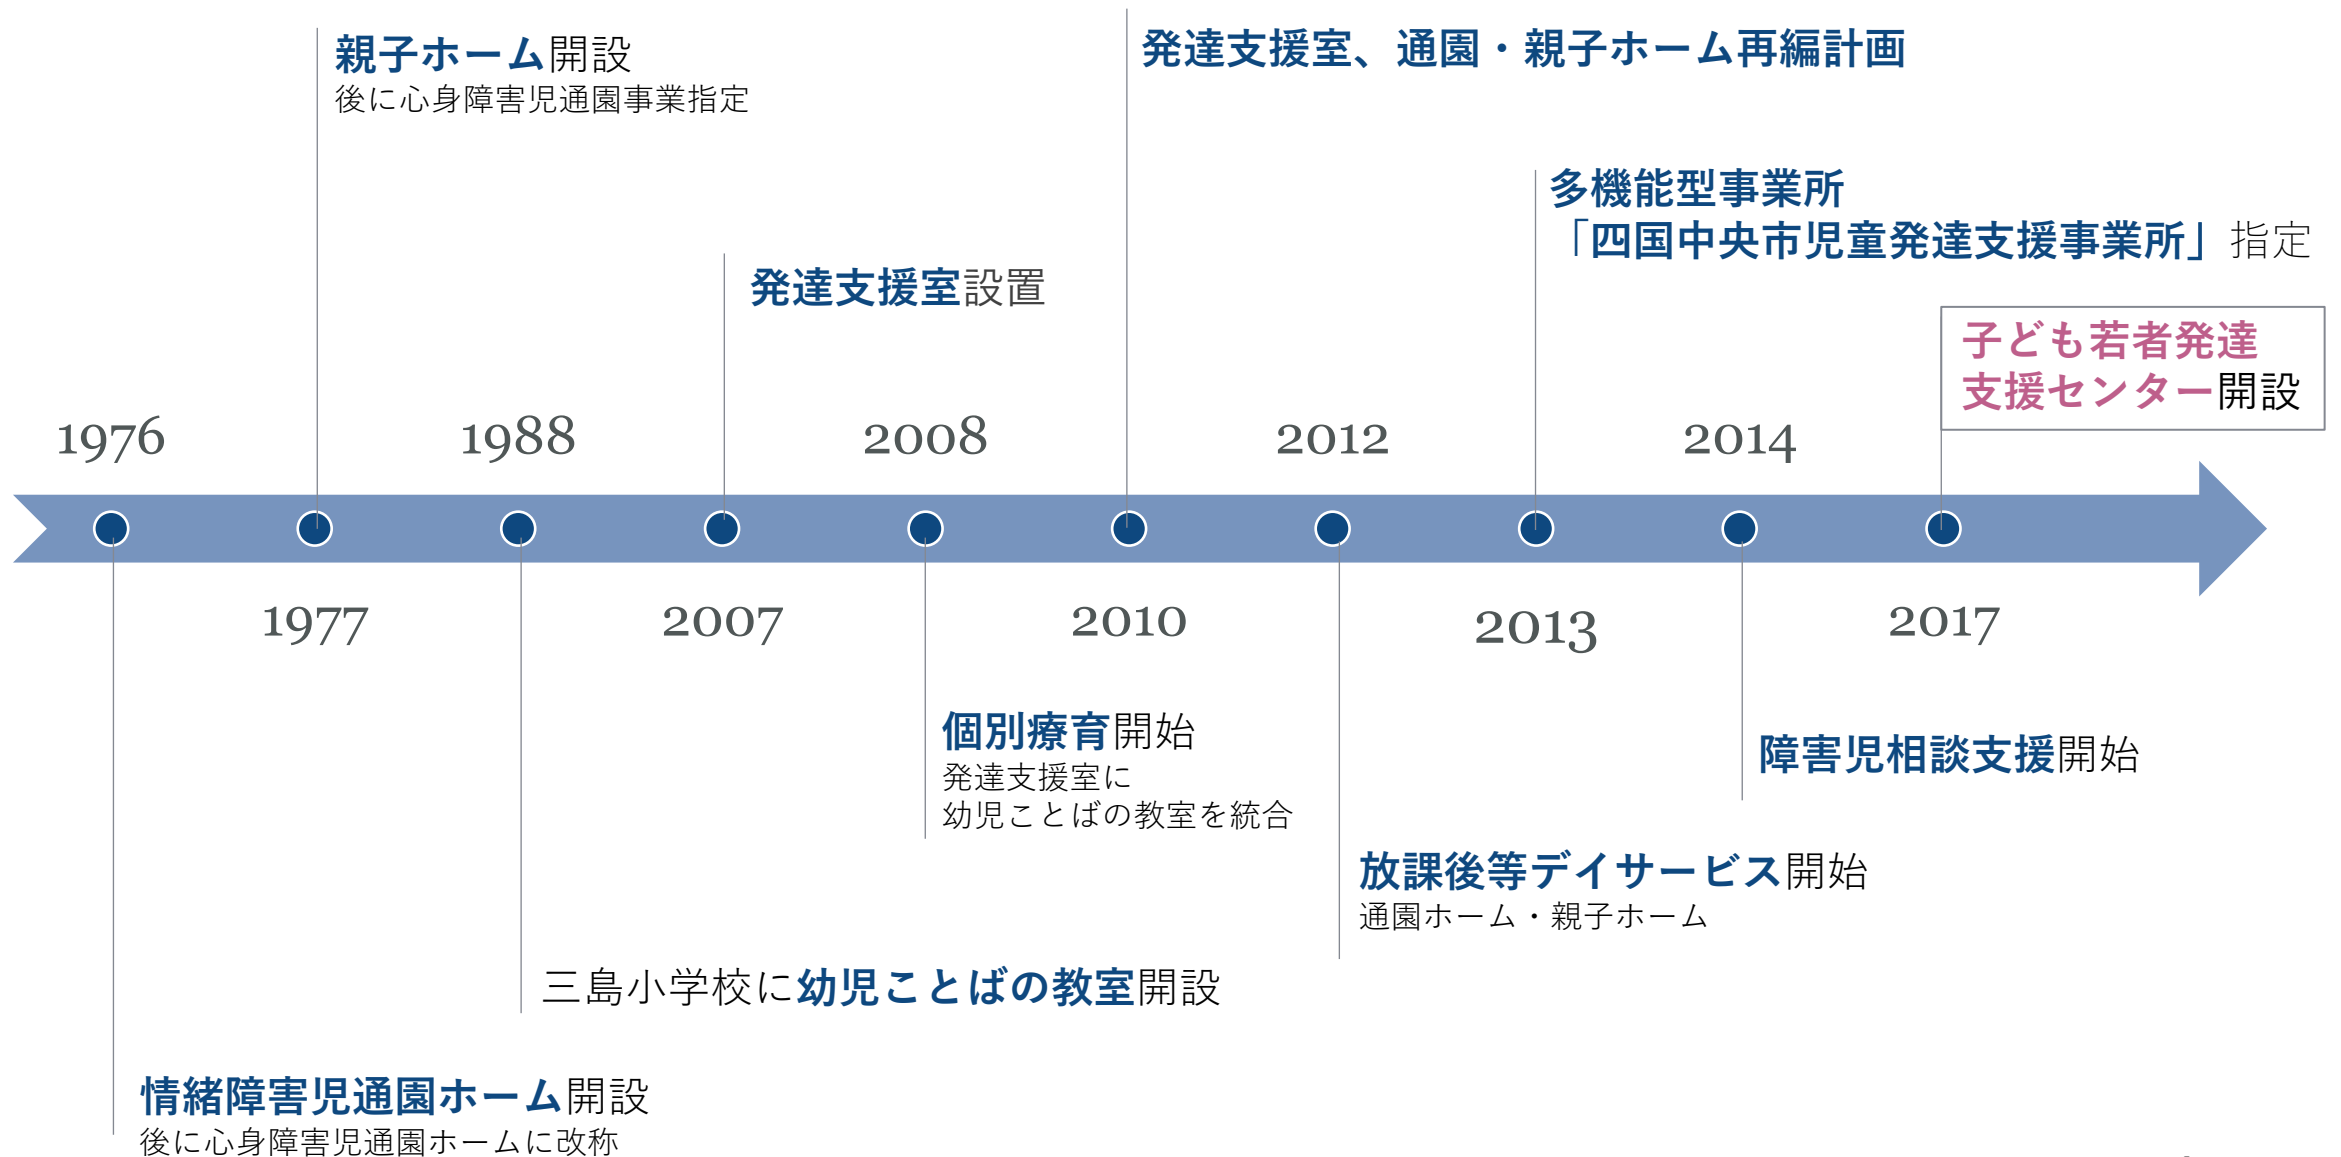 親子ホーム開設
後に心身障害児通園事業指定
発達支援室、通園・親子ホーム再編計画
多機能型事業所
「四国中央市児童発達支援事業所」指定
発達支援室設置
子ども若者発達
支援センター開設
1976
1988
2008
2012
2014
1977
2007
2010
2013
2017
個別療育開始
発達支援室に
幼児ことばの教室を統合
障害児相談支援開始
放課後等デイサービス開始
通園ホーム・親子ホーム
三島小学校に幼児ことばの教室開設
情緒障害児通園ホーム開設
後に心身障害児通園ホームに改称